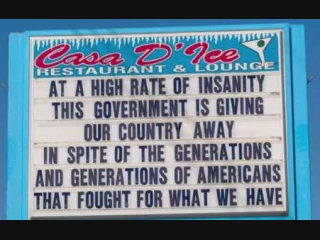 Casa D'Ice
RESTAURANT & LOUNGE
AT A HIGH RATE OF INSANITY
THIS GOVERNMENT IS GIVING
OUR COUNTRY AWAY
IN SPITE OF THE GENERATIONS
AND GENERATIONS OF AMERICANS
THAT FOUGHT FOR WHAT WE HAVE